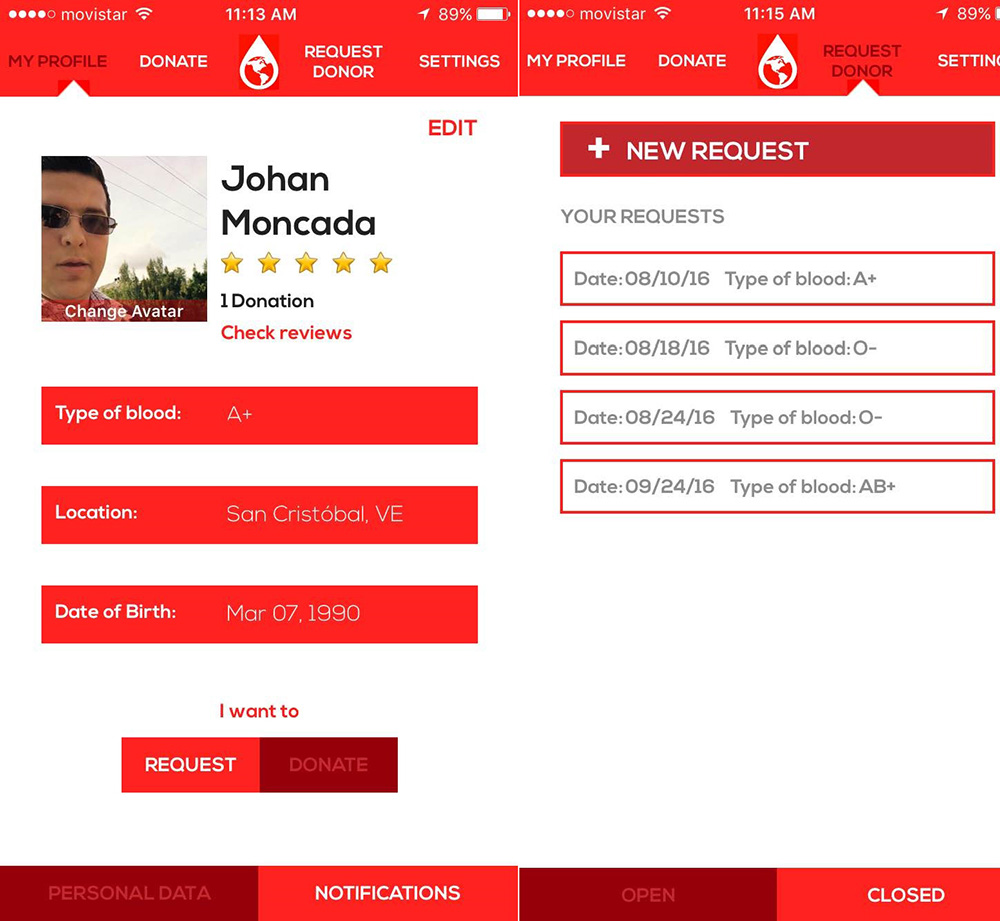 movistar 11:13 AM 89%
MY PROFILE DONATE REQUEST DONOR SETTINGS
EDIT
Johan
Moncada
1 Donation
Check reviews
Change Avatar
Type of blood: A+
Location: San Cristóbal, VE
Date of Birth: Mar 07, 1990
I want to
REQUEST DONATE
PERSONAL DATA NOTIFICATIONS
movistar 11:15 AM 89%
MY PROFILE DONATE REQUEST DONOR SETTIN
+ NEW REQUEST
YOUR REQUESTS
Date: 08/10/16 Type of blood: A+
Date: 08/18/16 Type of blood: O-
Date: 08/24/16 Type of blood: O-
Date: 09/24/16 Type of blood: AB+
OPEN CLOSED